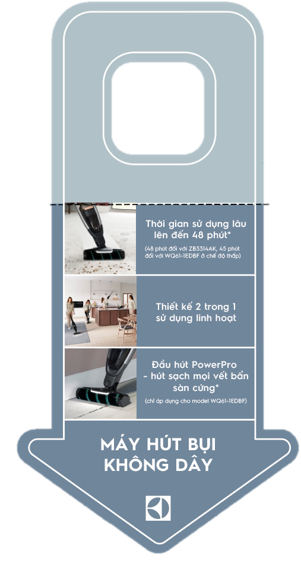 Thời gian sử dụng lâu
lên đến 48 phút*
(48 phút đối với ZB3314AK, 45 phút
đối với WQ61-1EDBF ở chế độ thấp)
Thiết kế 2 trong 1
sử dụng linh hoạt
Đầu hút PowerPro
- hút sạch mọi vết bẩn
sàn cứng*
(chỉ áp dụng cho model WQ61-1EDBF)
MÁY HÚT BỤI
KHÔNG DÂY